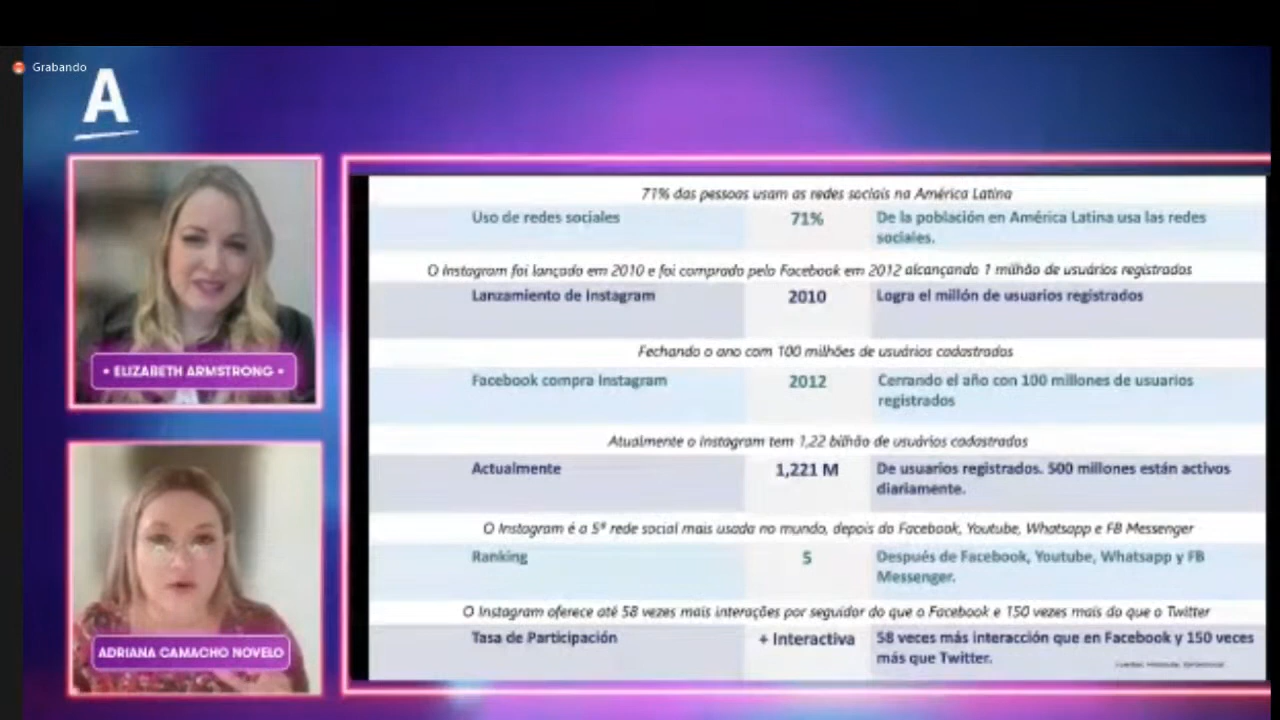 Grabando
A
ELIZABETH ARMSTRONG
ADRIANA CAMACHO NOVELO
71% das pessoas usam as redes sociais na América Latina
Uso de redes sociales 71% De la población en América Latina usa las redes
sociales.
O Instagram foi lançado em 2010 e foi comprado pelo Facebook em 2012 alcançando 1 milhão de usuários registrados
Lanzamiento de Instagram 2010 Logra el millón de usuarios registrados
Fechando o ano com 100 milhões de usuários cadastrados
Facebook compra Instagram 2012 Cerrando el año con 100 millones de usuarios
registrados
Atualmente o Instagram tem 1,22 bilhão de usuários cadastrados
Actualmente 1,221 M De usuarios registrados. 500 millones están activos
diariamente.
O Instagram é a 5ª rede social mais usada no mundo, depois do Facebook, Youtube, Whatsapp e FB Messenger
Ranking 5 Después de Facebook, Youtube, Whatsapp y FB
Messenger.
O Instagram oferece até 58 vezes mais interações por seguidor do que o Facebook e 150 vezes mais do que o Twitter
Tasa de Participación + Interactiva 58 veces más interacción que en Facebook y 150 veces
más que Twitter.